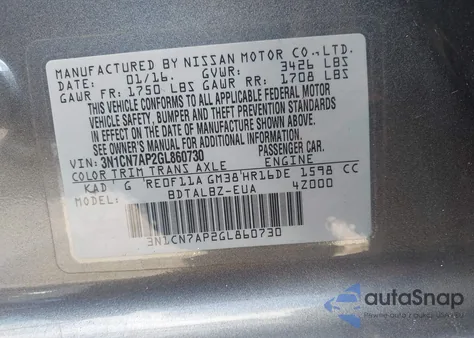 MANUFACTURED BY NISSAN MOTOR CO., LTD.
DATE: 01/16. GVWR: 3426 LBS
GAWR FR: 1750 LBS GAWR RR: 1708 LBS
THIS VEHICLE CONFORMS TO ALL APPLICABLE FEDERAL MOTOR
VEHICLE SAFETY, BUMPER AND THEFT PREVENTION STANDARDS
IN EFFECT ON THE DATE OF MANUFACTURE SHOWN ABOVE.
SEE OWNER'S MANUAL FOR ADDITIONAL INFORMATION
VIN: 3N1CN7AP2GL860730 PASSENGER CAR
COLOR TRIM TRANS AXLE ENGINE
KAD G RE0F11A GM38 HR16DE 1598 CC
BDTALBZ-EUA 4Z000
3N1CN7AP2GL860730
autoSnap